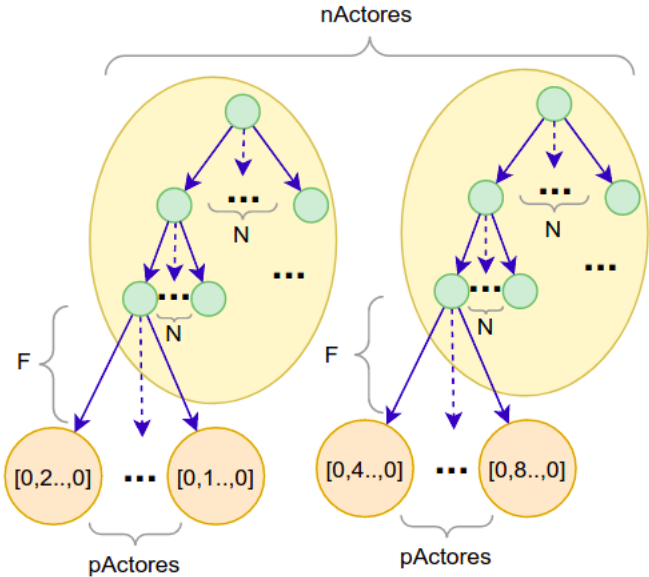 nActores
...
...
N
N
...
...
...
...
F
N
F
N
[0,2..,0]
...
[0,1..,0]
[0,4..,0]
...
[0,8..,0]
pActores
pActores